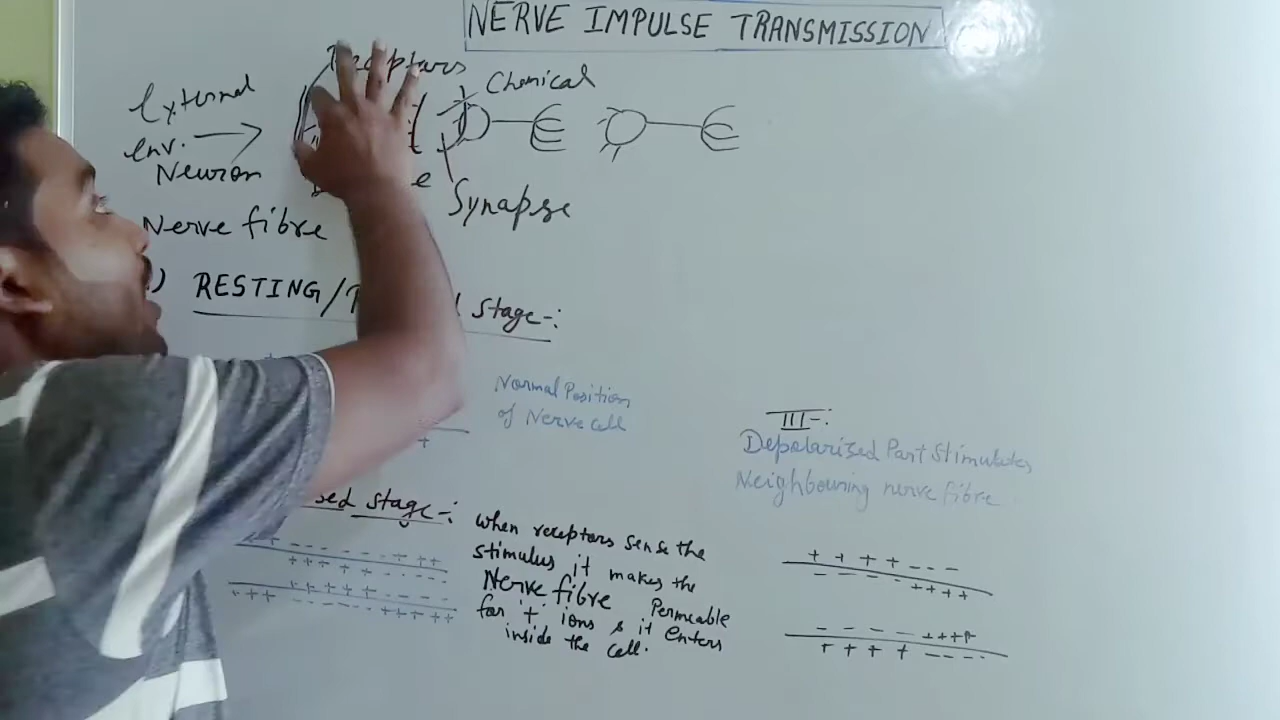 NERVE IMPULSE TRANSMISSION
Receptors
Chemical
External
env.
Neuron
Synapse
Nerve fibre
) RESTING/ Stage-:
Normal Position
of Nerve cell
+
sed stage-:
when receptors sense the
stimulus it makes the
Nerve fibre Permeable
for '+' ions & it enters
inside the cell.
III-:
Depolarised Part Stimulates
Neighbouring nerve fibre
+ + + + - - -
- - - - + + + +
- - - - + + + +
+ + + + - - - -